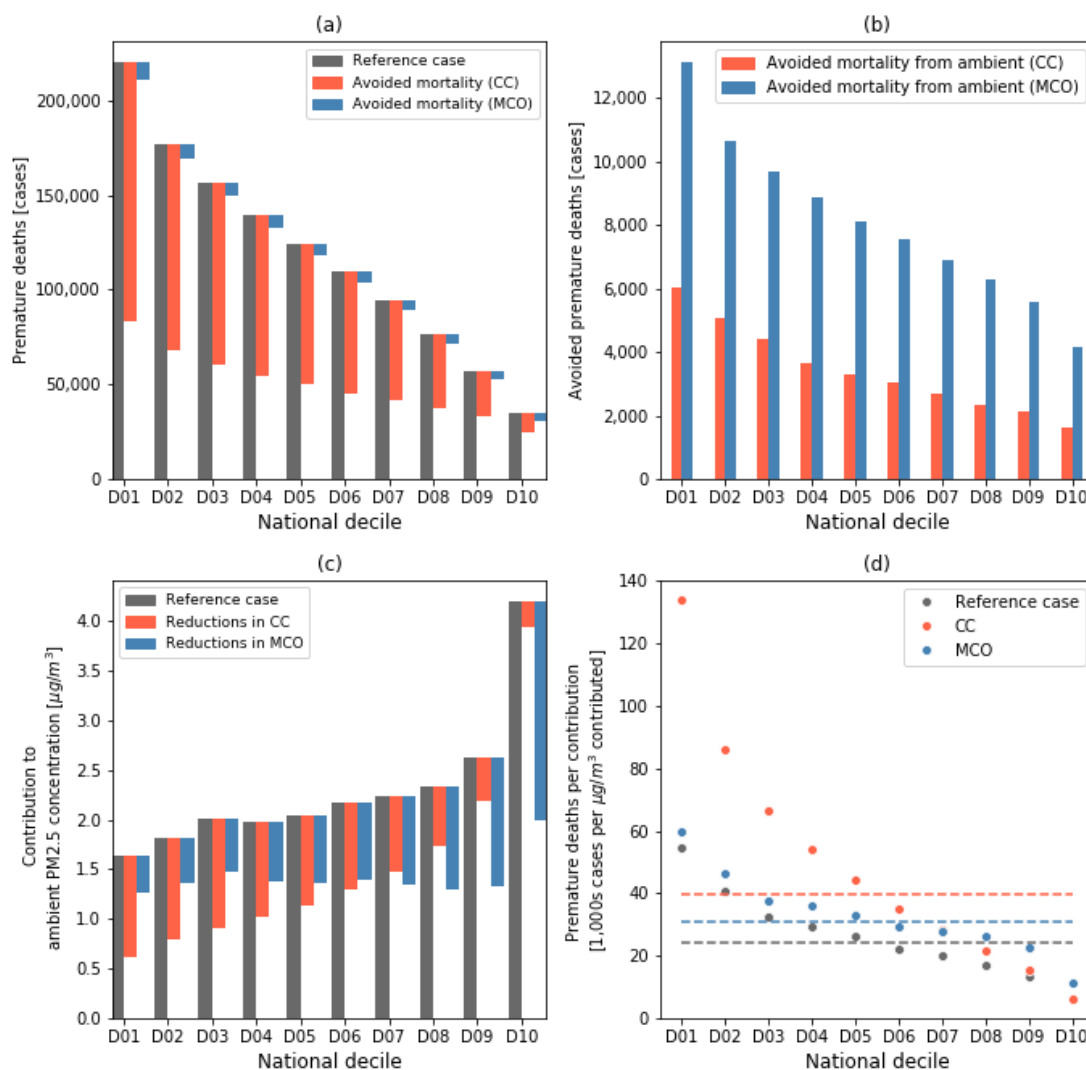 (a)
Reference case
Avoided mortality (CC)
Avoided mortality (MCO)
Premature deaths [cases]
200,000
150,000
100,000
50,000
0
D01 D02 D03 D04 D05 D06 D07 D08 D09 D10
National decile
(b)
Avoided mortality from ambient (CC)
Avoided mortality from ambient (MCO)
Avoided premature deaths [cases]
12,000
10,000
8,000
6,000
4,000
2,000
0
D01 D02 D03 D04 D05 D06 D07 D08 D09 D10
National decile
(c)
Reference case
Reductions in CC
Reductions in MCO
Contribution to
ambient PM2.5 concentration [μg/m³]
4.0
3.5
3.0
2.5
2.0
1.5
1.0
0.5
0.0
D01 D02 D03 D04 D05 D06 D07 D08 D09 D10
National decile
(d)
Reference case
CC
MCO
Premature deaths per contribution
[1,000s cases per μg/m³ contributed]
140
120
100
80
60
40
20
0
D01 D02 D03 D04 D05 D06 D07 D08 D09 D10
National decile